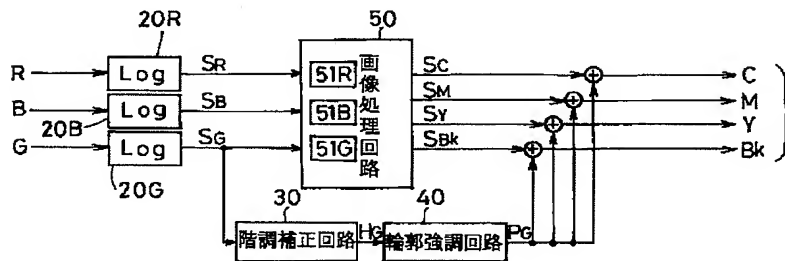 20R
50
R
Log
SR
51R
画像処理回路
SC
C
B
Log
SB
51B
SM
M
20B
SY
Y
G
Log
SG
51G
SBk
Bk
20G
30
40
階調補正回路
HG
輪郭強調回路
PG